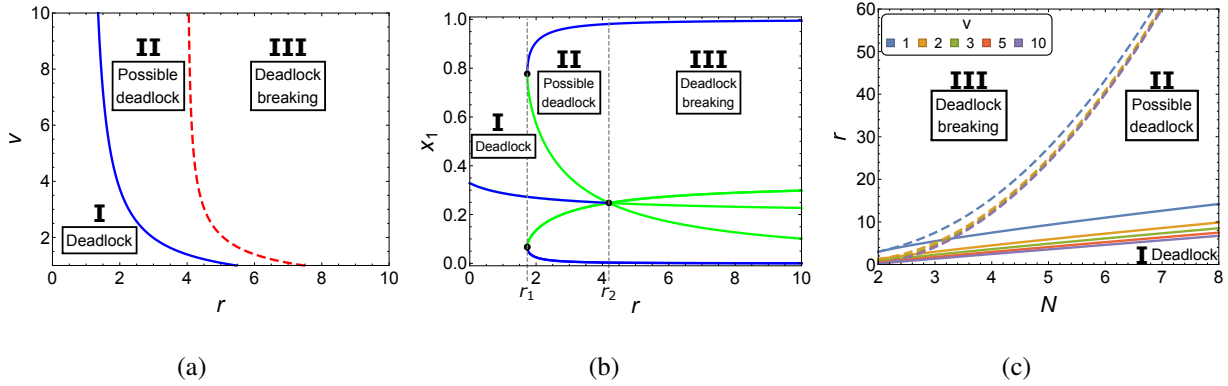 10
8
6
4
2
0
2
4
6
8
10
v
r
I
Deadlock
II
Possible
deadlock
III
Deadlock
breaking
(a)
1.0
0.8
0.6
0.4
0.2
0.0
0
2
4
6
8
10
x₁
r
r₁
r₂
I
Deadlock
II
Possible
deadlock
III
Deadlock
breaking
(b)
60
50
40
30
20
10
0
2
3
4
5
6
7
8
r
N
v
1 2 3 5 10
III
Deadlock
breaking
II
Possible
deadlock
I Deadlock
(c)